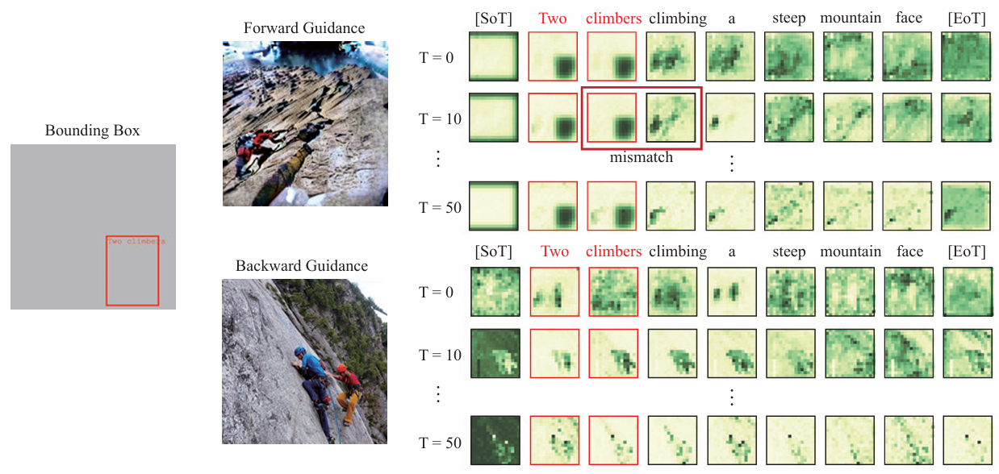 Bounding Box
Two climbers
Forward Guidance
[SoT] Two climbers climbing a steep mountain face [EoT]
T = 0
T = 10
mismatch
⋮ ⋮
T = 50
Backward Guidance
[SoT] Two climbers climbing a steep mountain face [EoT]
T = 0
T = 10
⋮ ⋮
T = 50